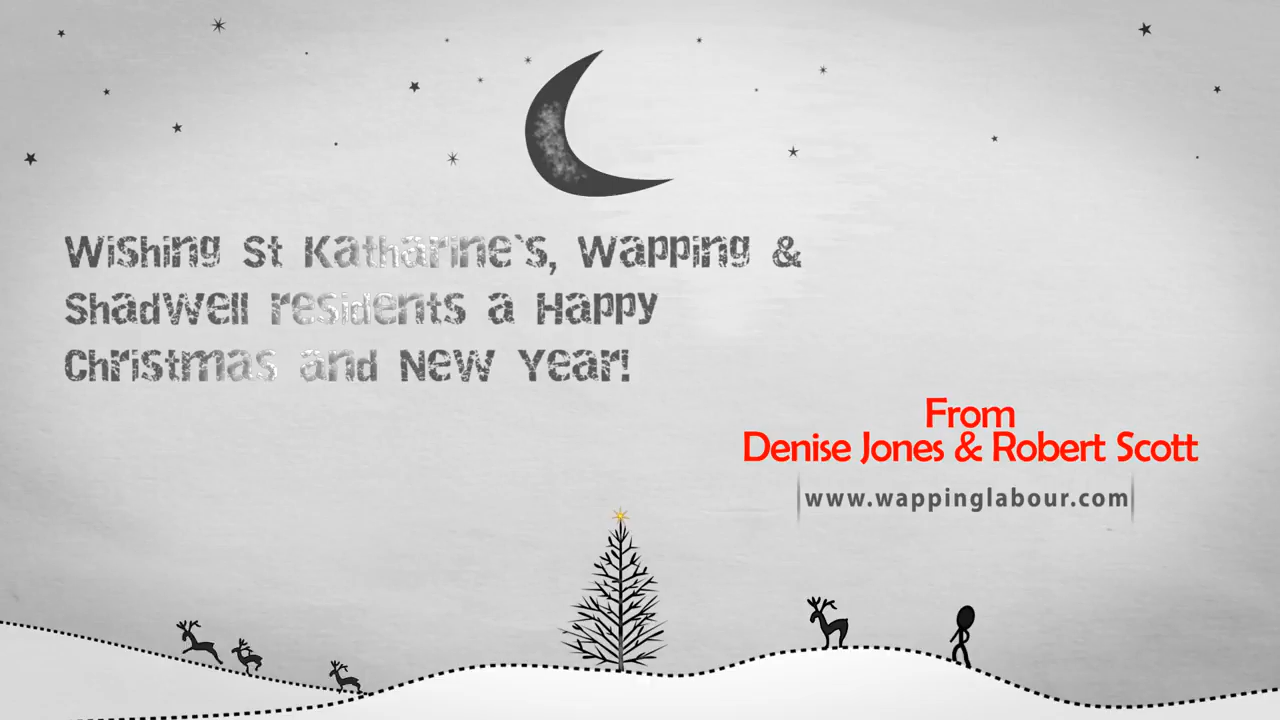 Wishing St Katharine`s, Wapping &
Shadwell residents a Happy
Christmas and New Year!
From
Denise Jones & Robert Scott
www.wappinglabour.com